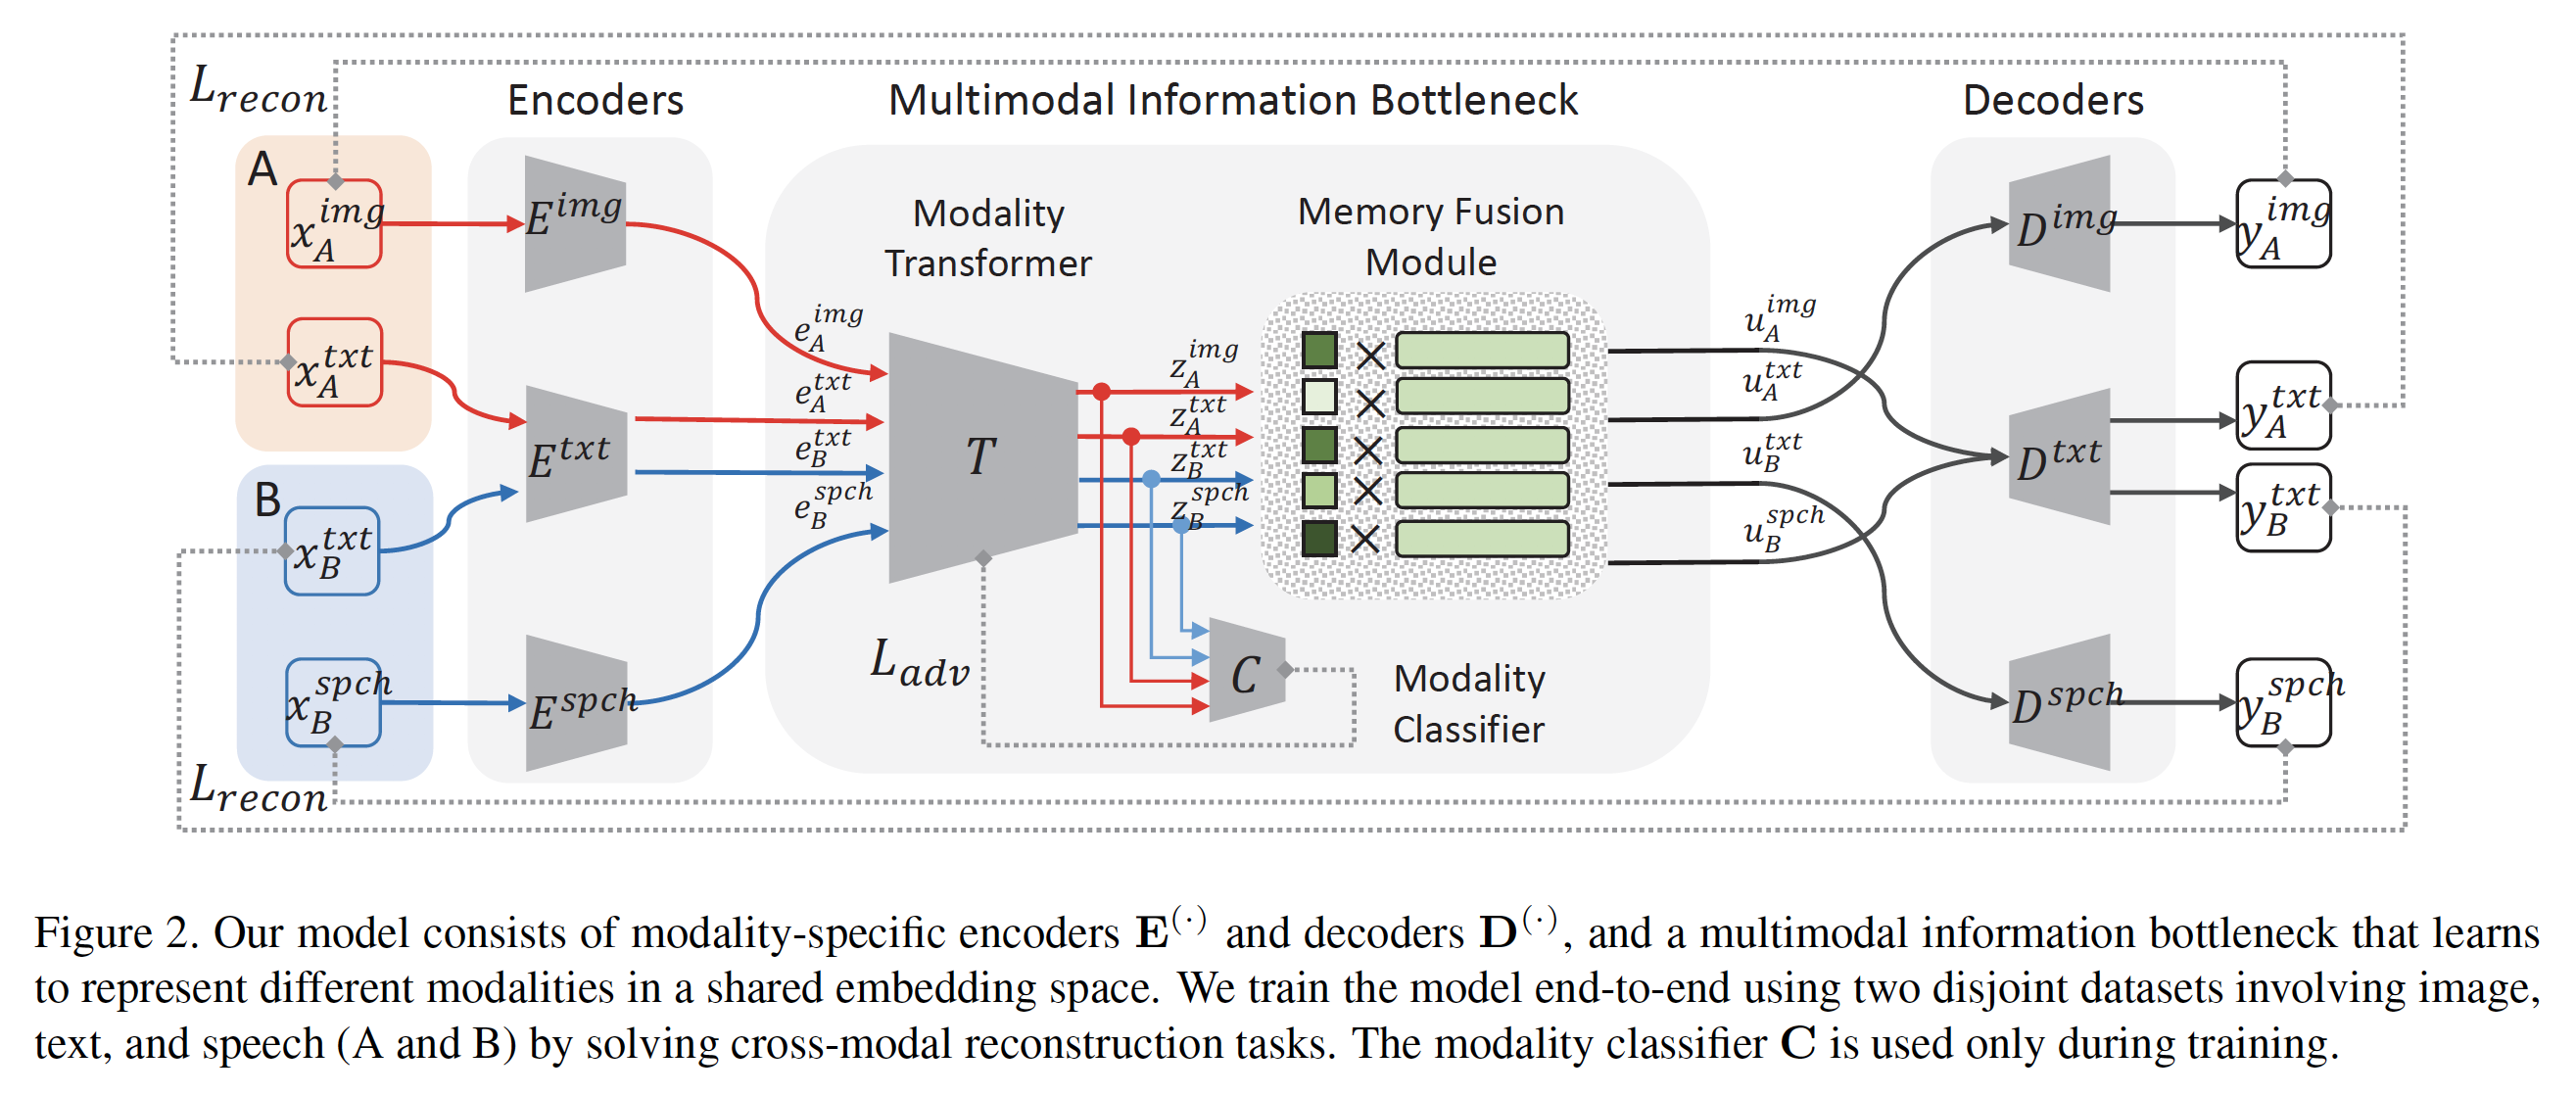 L_recon
Encoders
Multimodal Information Bottleneck
Decoders
A
x_A^img
x_A^txt
B
x_B^txt
x_B^spch
L_recon
E^img
E^txt
E^spch
Modality
Transformer
e_A^img
e_A^txt
e_B^txt
e_B^spch
T
L_adv
z_A^img
z_A^txt
z_B^txt
z_B^spch
Memory Fusion
Module
×
×
×
×
×
C
Modality
Classifier
u_A^img
u_A^txt
u_B^txt
u_B^spch
D^img
D^txt
D^spch
y_A^img
y_A^txt
y_B^txt
y_B^spch
Figure 2. Our model consists of modality-specific encoders E^(·) and decoders D^(·), and a multimodal information bottleneck that learns
to represent different modalities in a shared embedding space. We train the model end-to-end using two disjoint datasets involving image,
text, and speech (A and B) by solving cross-modal reconstruction tasks. The modality classifier C is used only during training.